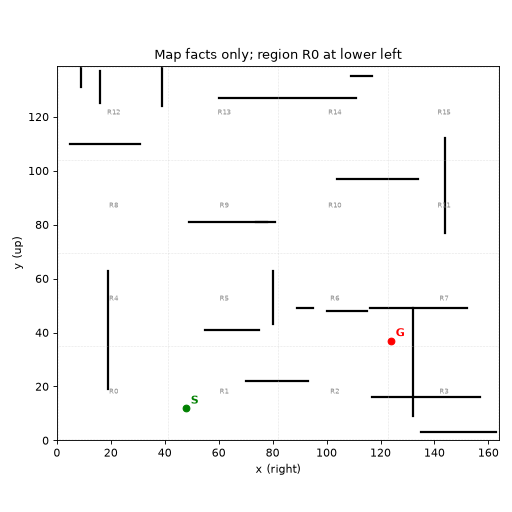 Map facts only; region R0 at lower left
y (up)
120
100
80
60
40
20
0
R12
R13
R14
R15
R8
R9
R10
R11
R4
R5
R6
R7
G
S
R0
R1
R2
R3
0
20
40
60
80
100
120
140
160
x (right)